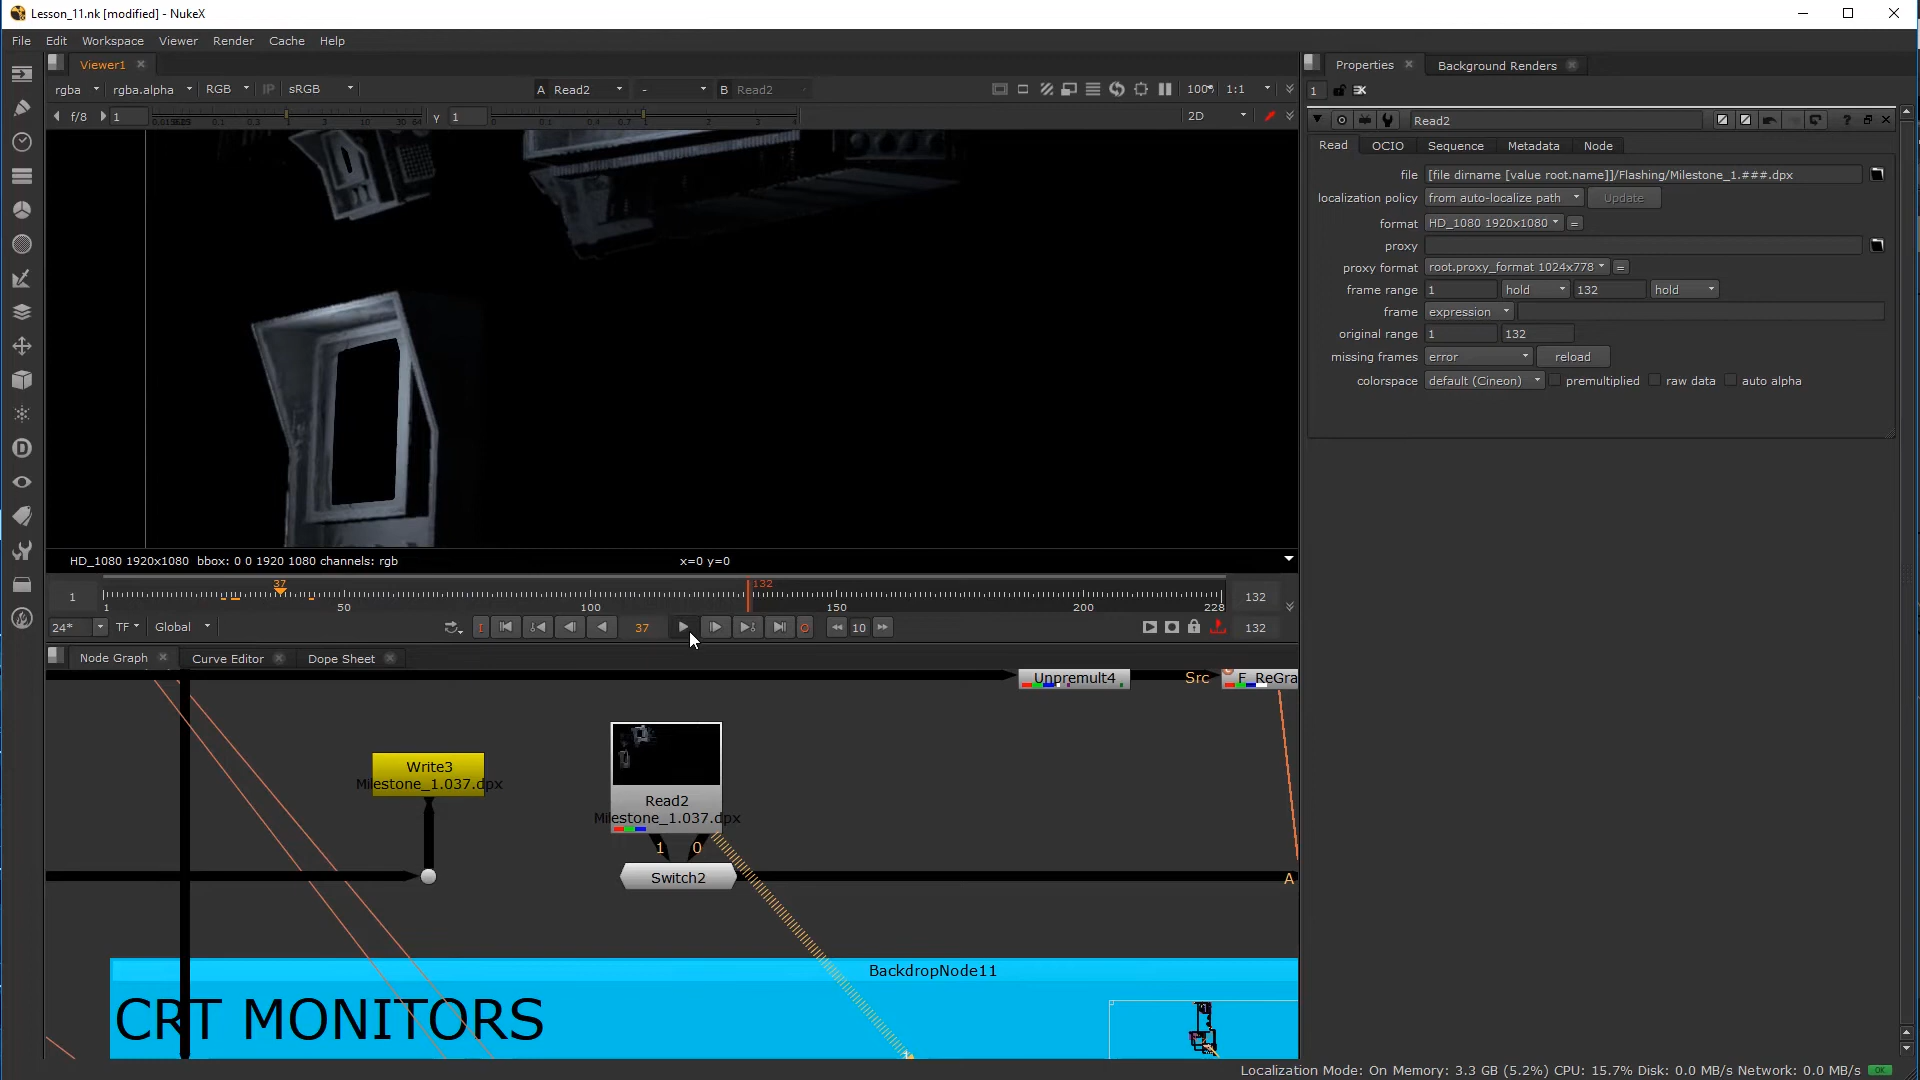 Lesson_11.nk [modified] - NukeX
File Edit Workspace Viewer Render Cache Help
Viewer1
Properties Background Renders
rgba rgba.alpha RGB IP sRGB A Read2 - B Read2 100% 1:1
1
f/8 1 y 1 2D
Read2
Read OCIO Sequence Metadata Node
file [file dirname [value root.name]]/Flashing/Milestone_1.###.dpx
localization policy from auto-localize path Update
format HD_1080 1920x1080 =
proxy
proxy format root.proxy_format 1024x778 =
frame range 1 hold 132 hold
frame expression
original range 1 132
missing frames error reload
colorspace default (Cineon) premultiplied raw data auto alpha
HD_1080 1920x1080 bbox: 0 0 1920 1080 channels: rgb x=0 y=0
37 132
1 132
1 50 100 150 200 228
24* TF Global 37 10 132
Node Graph Curve Editor Dope Sheet
Unpremult4 Src F_ReGra
Write3
Milestone_1.037.dpx
Read2
Milestone_1.037.dpx
1 0
Switch2 A
BackdropNode11
CRT MONITORS
Localization Mode: On Memory: 3.3 GB (5.2%) CPU: 15.7% Disk: 0.0 MB/s Network: 0.0 MB/s OK